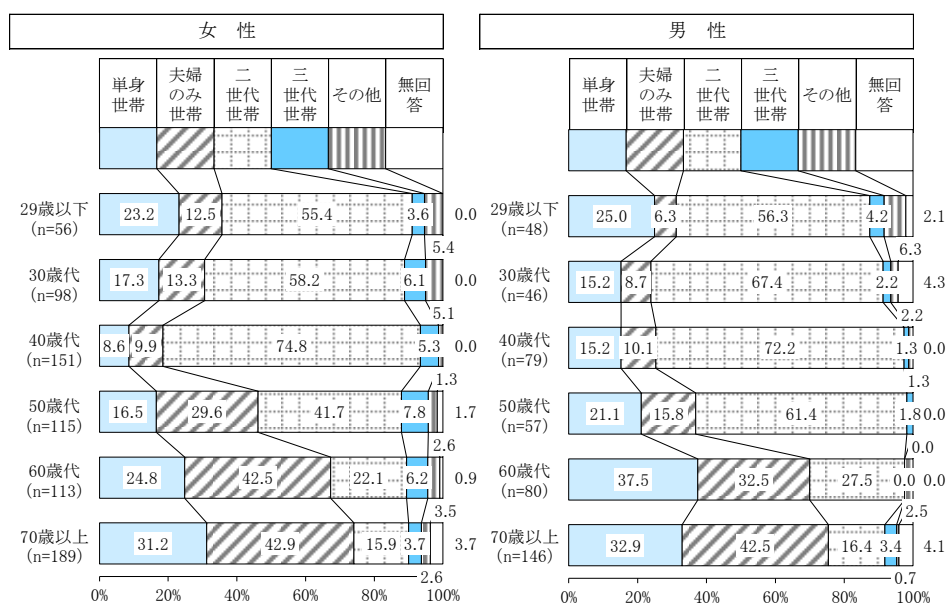 女 性
単身
世帯
夫婦
のみ
世帯
二
世代
世帯
三
世代
世帯
その他
無回
答
29歳以下
(n=56)
23.2 12.5 55.4 3.6 0.0
5.4
30歳代
(n=98)
17.3 13.3 58.2 6.1 0.0
5.1
40歳代
(n=151)
8.6 9.9 74.8 5.3 0.0
1.3
50歳代
(n=115)
16.5 29.6 41.7 7.8 1.7
2.6
60歳代
(n=113)
24.8 42.5 22.1 6.2 0.9
3.5
70歳以上
(n=189)
31.2 42.9 15.9 3.7 3.7
2.6
0% 20% 40% 60% 80% 100%
男 性
単身
世帯
夫婦
のみ
世帯
二
世代
世帯
三
世代
世帯
その他
無回
答
29歳以下
(n=48)
25.0 6.3 56.3 4.2 2.1
6.3
30歳代
(n=46)
15.2 8.7 67.4 2.2 4.3
2.2
40歳代
(n=79)
15.2 10.1 72.2 1.3 0.0
1.3
50歳代
(n=57)
21.1 15.8 61.4 1.8 0.0
0.0
60歳代
(n=80)
37.5 32.5 27.5 0.0 0.0
2.5
70歳以上
(n=146)
32.9 42.5 16.4 3.4 4.1
0.7
0% 20% 40% 60% 80% 100%